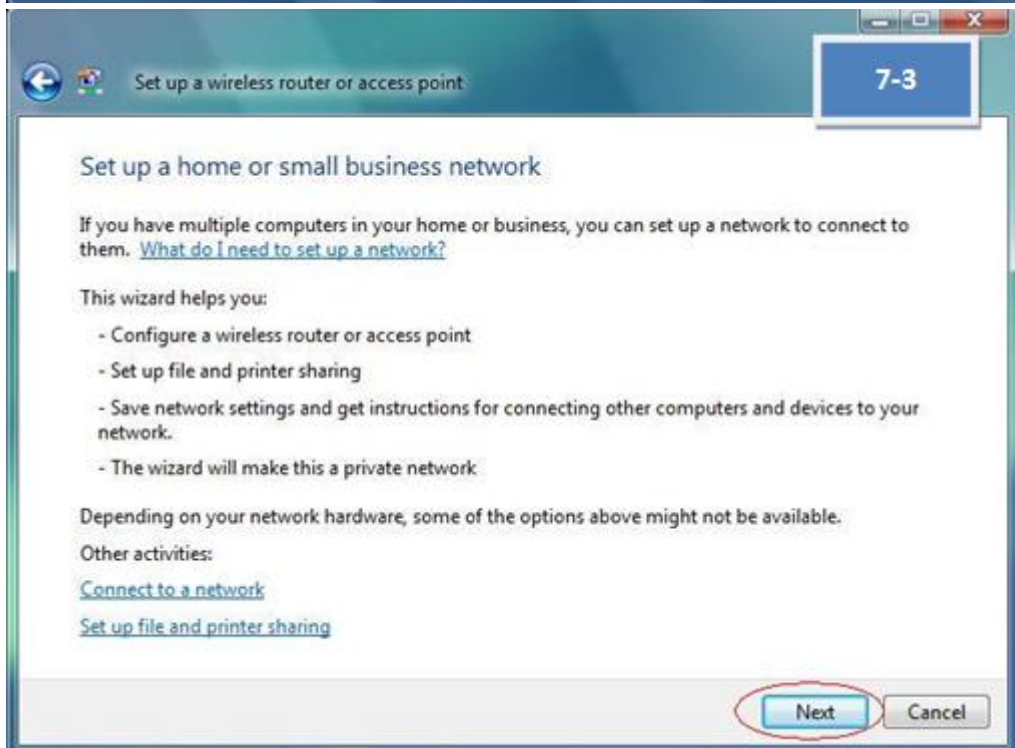 Set up a wireless router or access point
7-3
Set up a home or small business network
If you have multiple computers in your home or business, you can set up a network to connect to
them. What do I need to set up a network?
This wizard helps you:
- Configure a wireless router or access point
- Set up file and printer sharing
- Save network settings and get instructions for connecting other computers and devices to your
network.
- The wizard will make this a private network
Depending on your network hardware, some of the options above might not be available.
Other activities:
Connect to a network
Set up file and printer sharing
Next Cancel